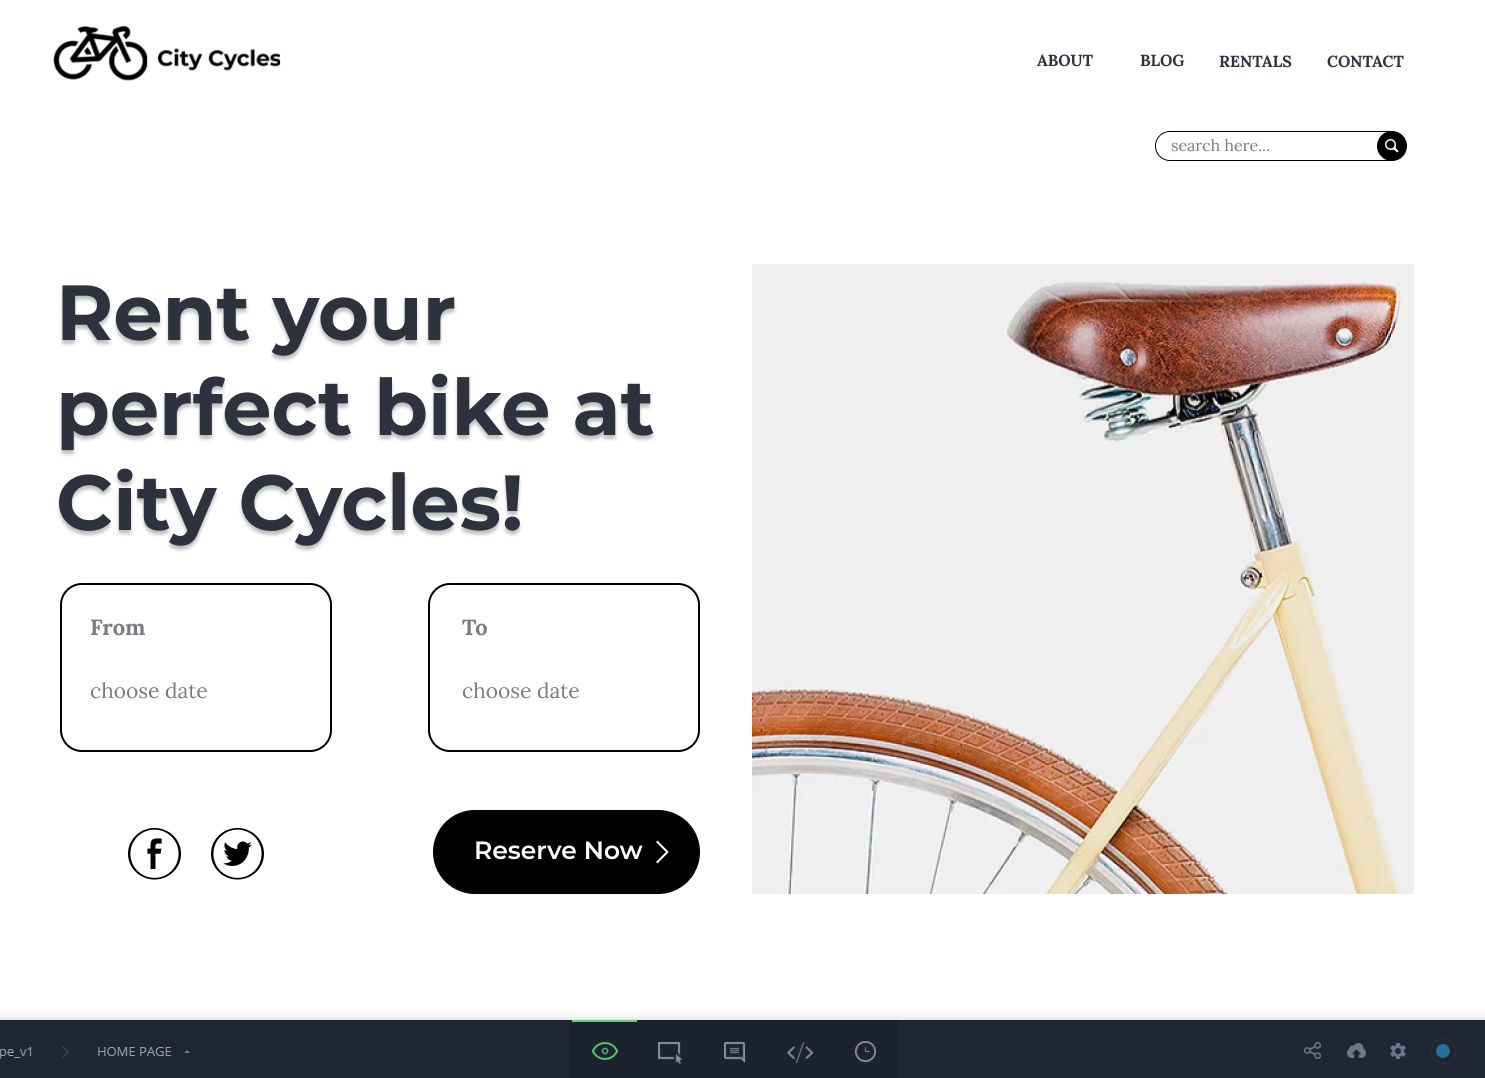 City Cycles
ABOUT BLOG RENTALS CONTACT
search here...
Rent your
perfect bike at
City Cycles!
From
choose date
To
choose date
Reserve Now
pe_v1
HOME PAGE